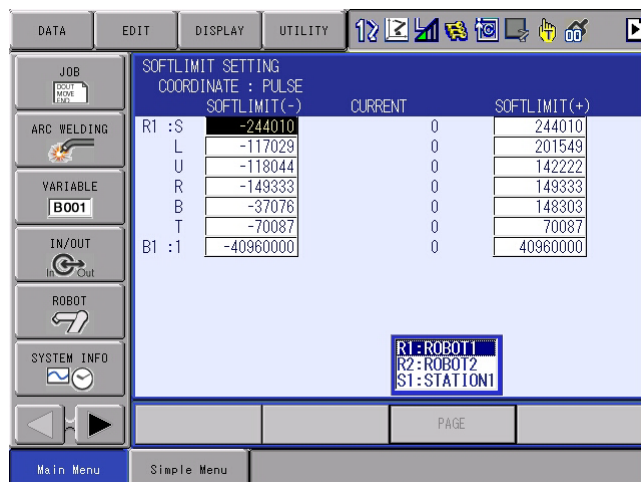 DATA EDIT DISPLAY UTILITY
JOB
DOUT
MOVE
END
ARC WELDING
VARIABLE
B001
IN/OUT
In Out
ROBOT
SYSTEM INFO
SOFTLIMIT SETTING
COORDINATE : PULSE
SOFTLIMIT(-) CURRENT SOFTLIMIT(+)
R1 :S -244010 0 244010
L -117029 0 201549
U -118044 0 142222
R -149333 0 149333
B -37076 0 148303
T -70087 0 70087
B1 :1 -40960000 0 40960000
R1:ROBOT1
R2:ROBOT2
S1:STATION1
PAGE
Main Menu Simple Menu